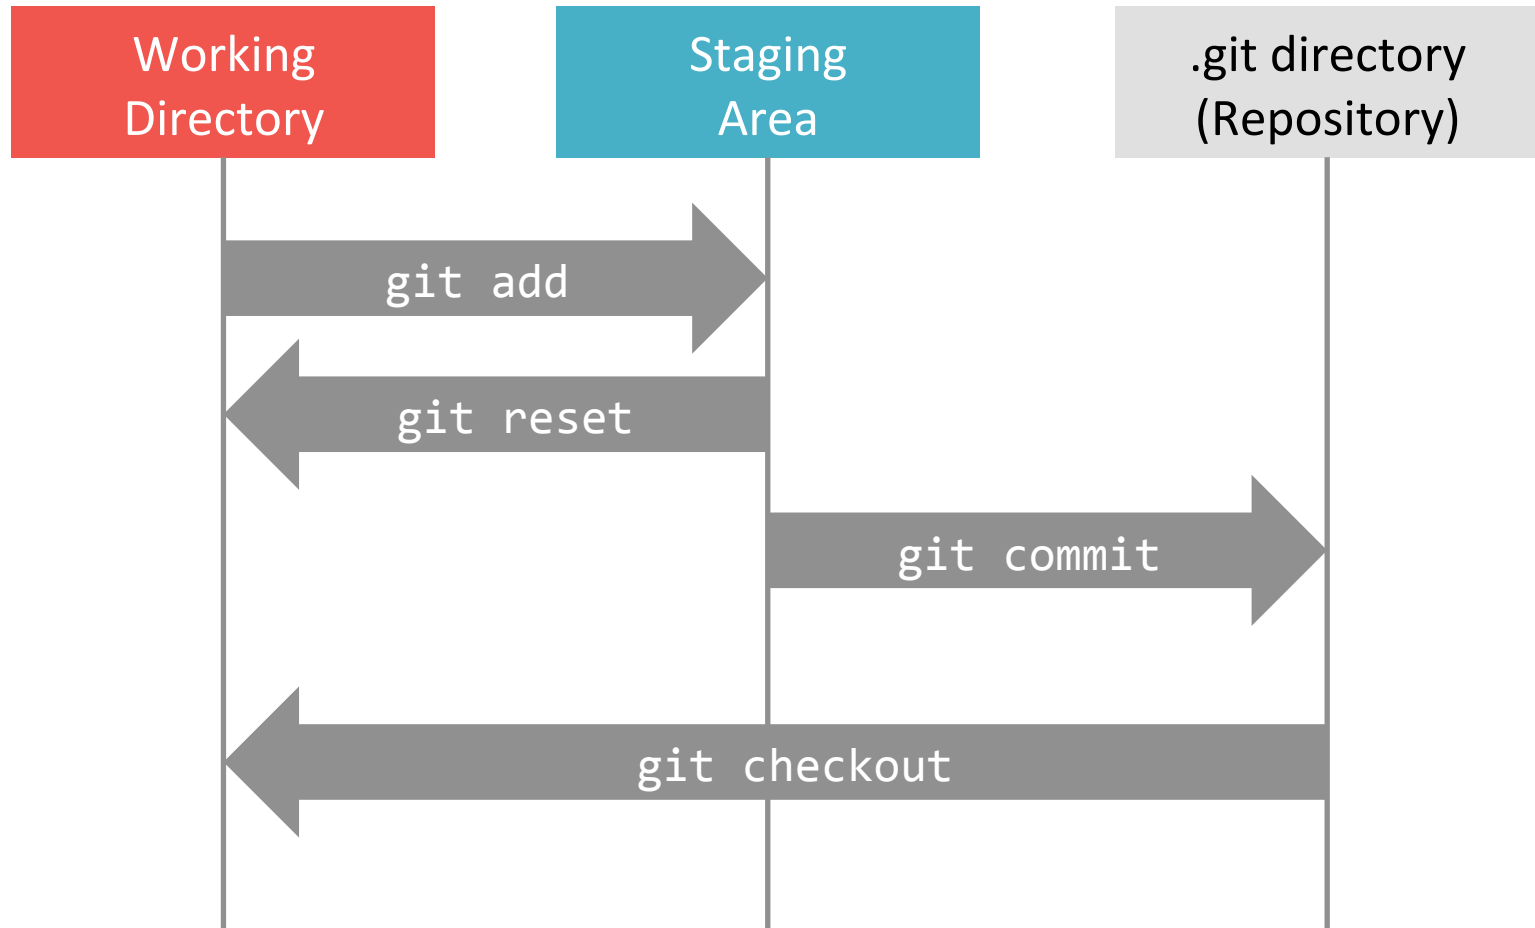 Working
Directory
Staging
Area
.git directory
(Repository)
git add
git reset
git commit
git checkout